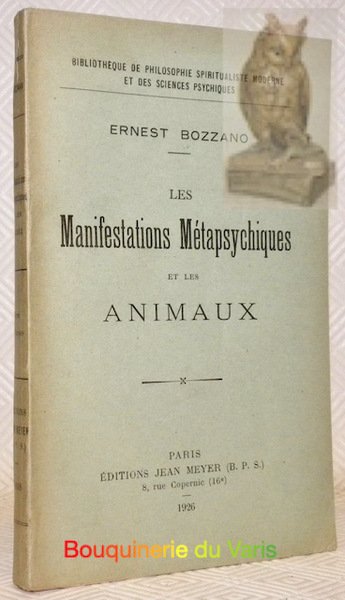 BIBLIOTHÈQUE DE PHILOSOPHIE SPIRITUALISTE MODERNE
ET DES SCIENCES PSYCHIQUES
ERNEST BOZZANO
LES
Manifestations Métapsychiques
ET LES
ANIMAUX
PARIS
ÉDITIONS JEAN MEYER (B. P. S.)
8, rue Copernic (16e)
1926
Bouquinerie du Varis